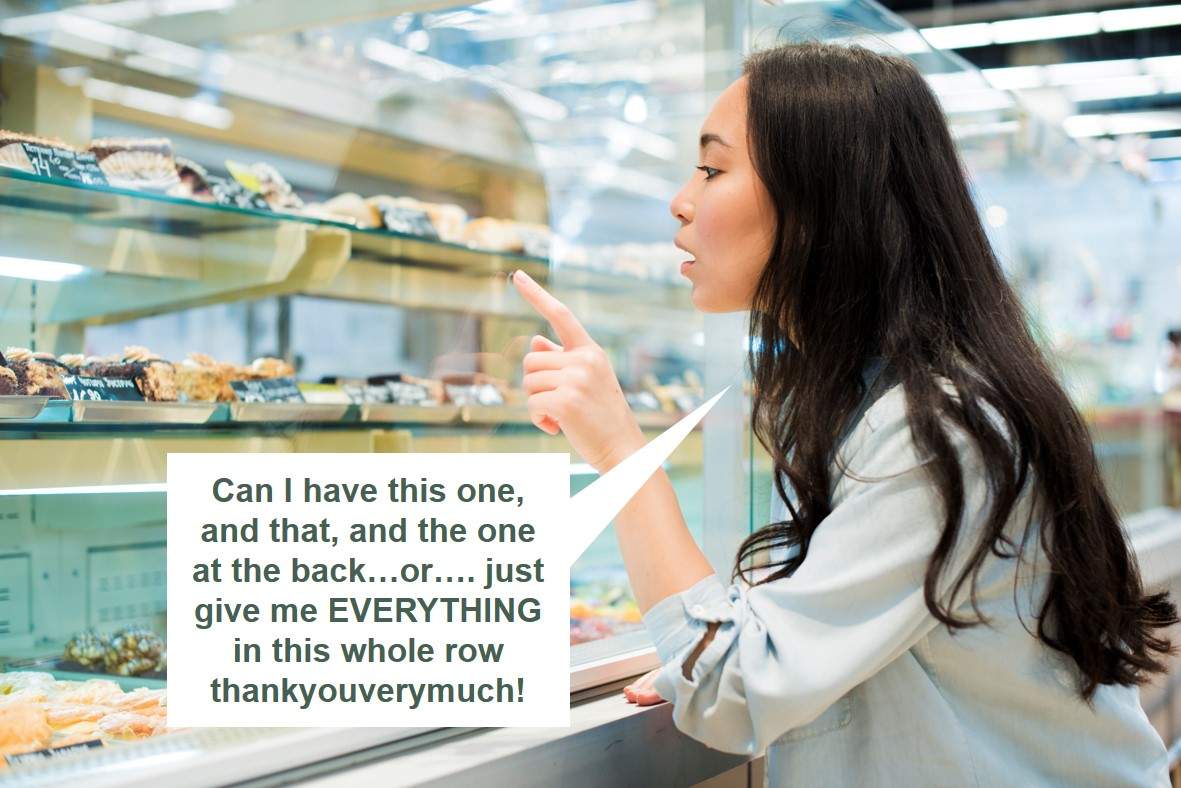 14
Can I have this one,
and that, and the one
at the back…or…. just
give me EVERYTHING
in this whole row
thankyouverymuch!